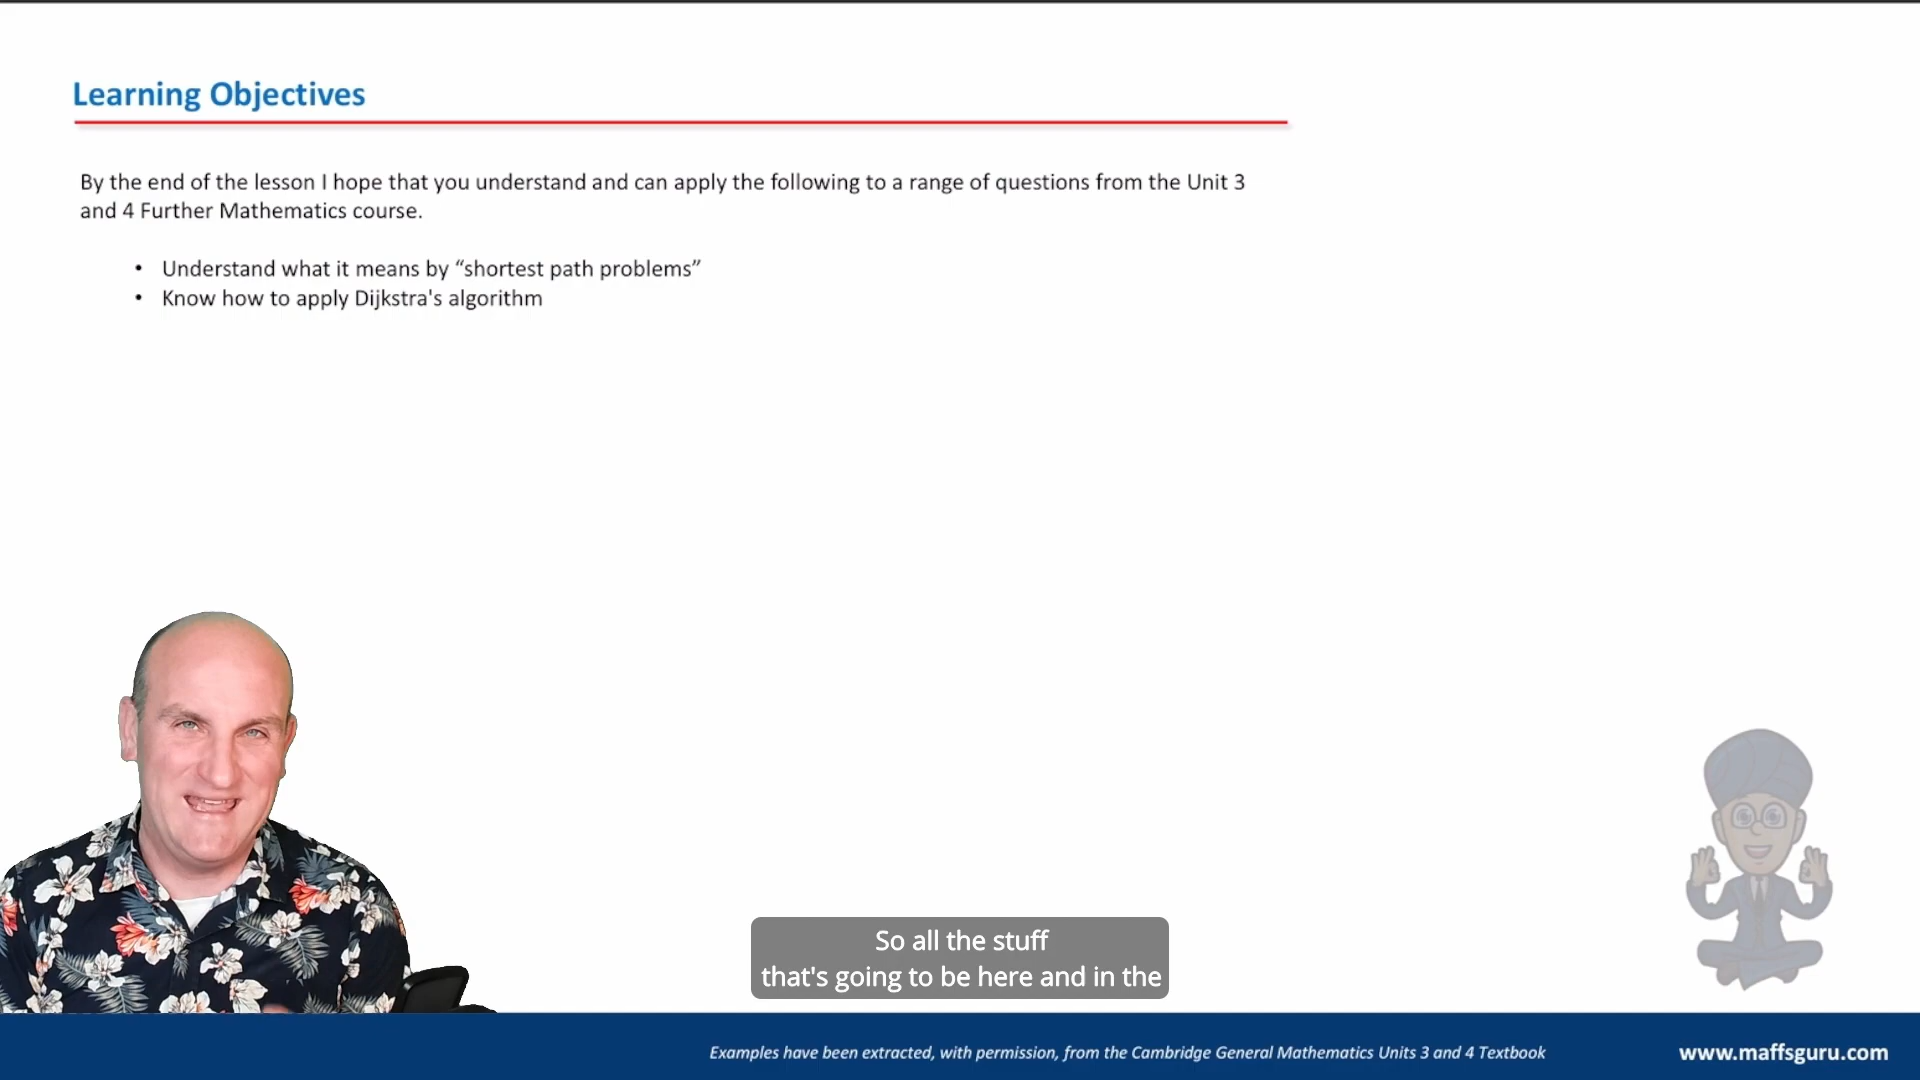 Learning Objectives
By the end of the lesson I hope that you understand and can apply the following to a range of questions from the Unit 3
and 4 Further Mathematics course.
• Understand what it means by “shortest path problems”
• Know how to apply Dijkstra's algorithm
So all the stuff
that's going to be here and in the
Examples have been extracted, with permission, from the Cambridge General Mathematics Units 3 and 4 Textbook
www.maffsguru.com